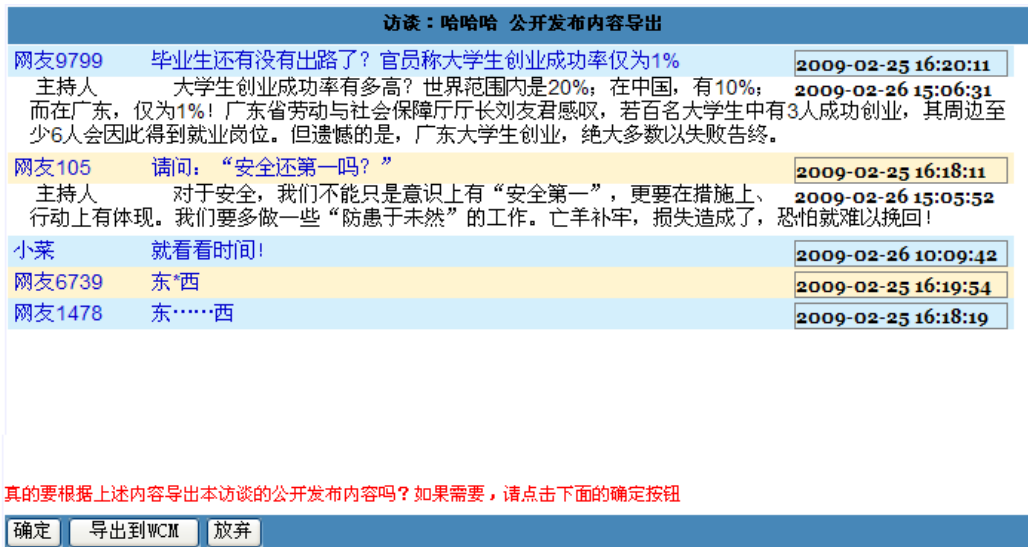 访谈：哈哈哈 公开发布内容导出
网友9799 毕业生还有没有出路了？官员称大学生创业成功率仅为1% 2009-02-25 16:20:11
主持人 大学生创业成功率有多高？世界范围内是20%；在中国，有10%； 2009-02-26 15:06:31
而在广东，仅为1%！广东省劳动与社会保障厅厅长刘友君感叹，若百名大学生中有3人成功创业，其周边至
少6人会因此得到就业岗位。但遗憾的是，广东大学生创业，绝大多数以失败告终。
网友105 请问：“安全还第一吗？” 2009-02-25 16:18:11
主持人 对于安全，我们不能只是意识上有“安全第一”，更要在措施上、 2009-02-26 15:05:52
行动上有体现。我们要多做一些“防患于未然”的工作。亡羊补牢，损失造成了，恐怕就难以挽回！
小菜 就看看时间！ 2009-02-26 10:09:42
网友6739 东*西 2009-02-25 16:19:54
网友1478 东……西 2009-02-25 16:18:19
真的要根据上述内容导出本访谈的公开发布内容吗？如果需要，请点击下面的确定按钮
确定 导出到WCM 放弃